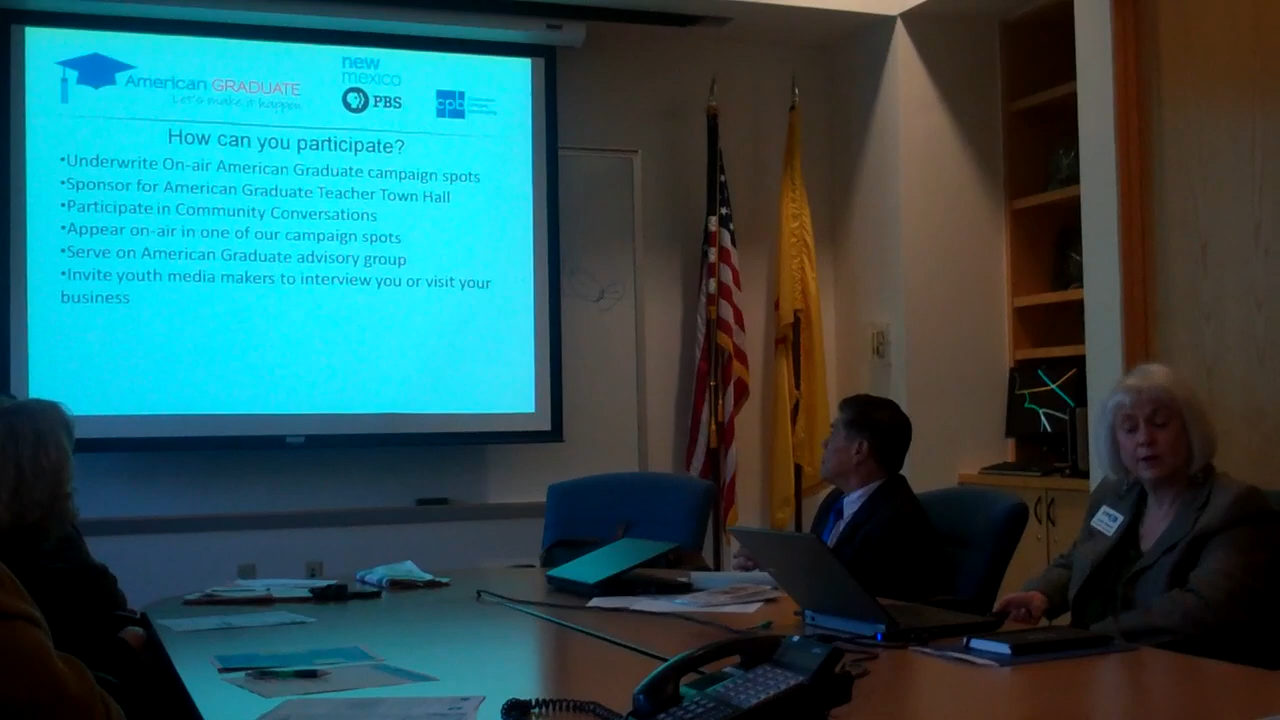 American GRADUATE
Let's make it happen
new
mexico
PBS
cpb
How can you participate?
•Underwrite On-air American Graduate campaign spots
•Sponsor for American Graduate Teacher Town Hall
•Participate in Community Conversations
•Appear on-air in one of our campaign spots
•Serve on American Graduate advisory group
•Invite youth media makers to interview you or visit your
business